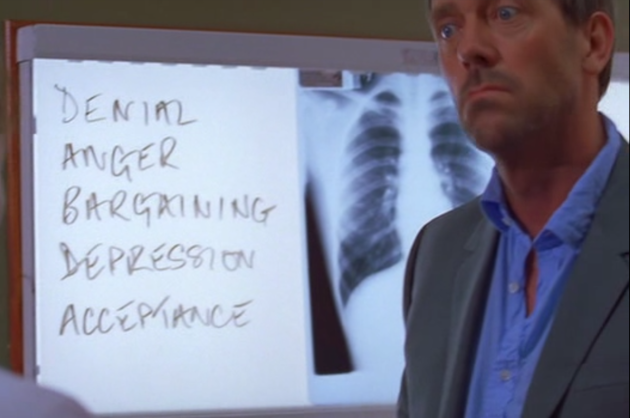 DENIAL
ANGER
BARGAINING
DEPRESSION
ACCEPTANCE